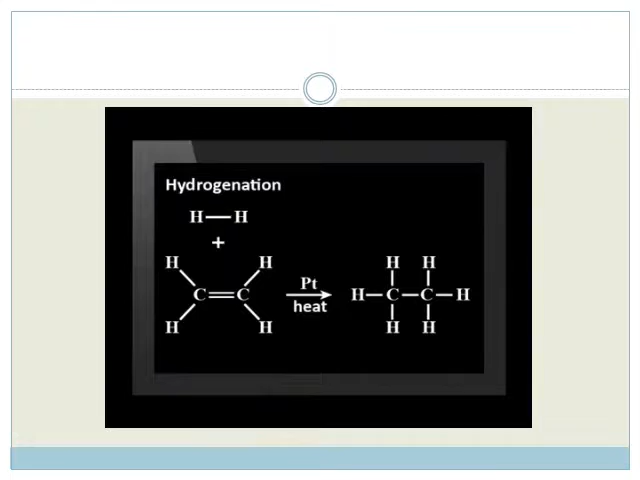 Hydrogenation
H—H
+
H H H H
C=C Pt H—C—C—H
heat
H H H H